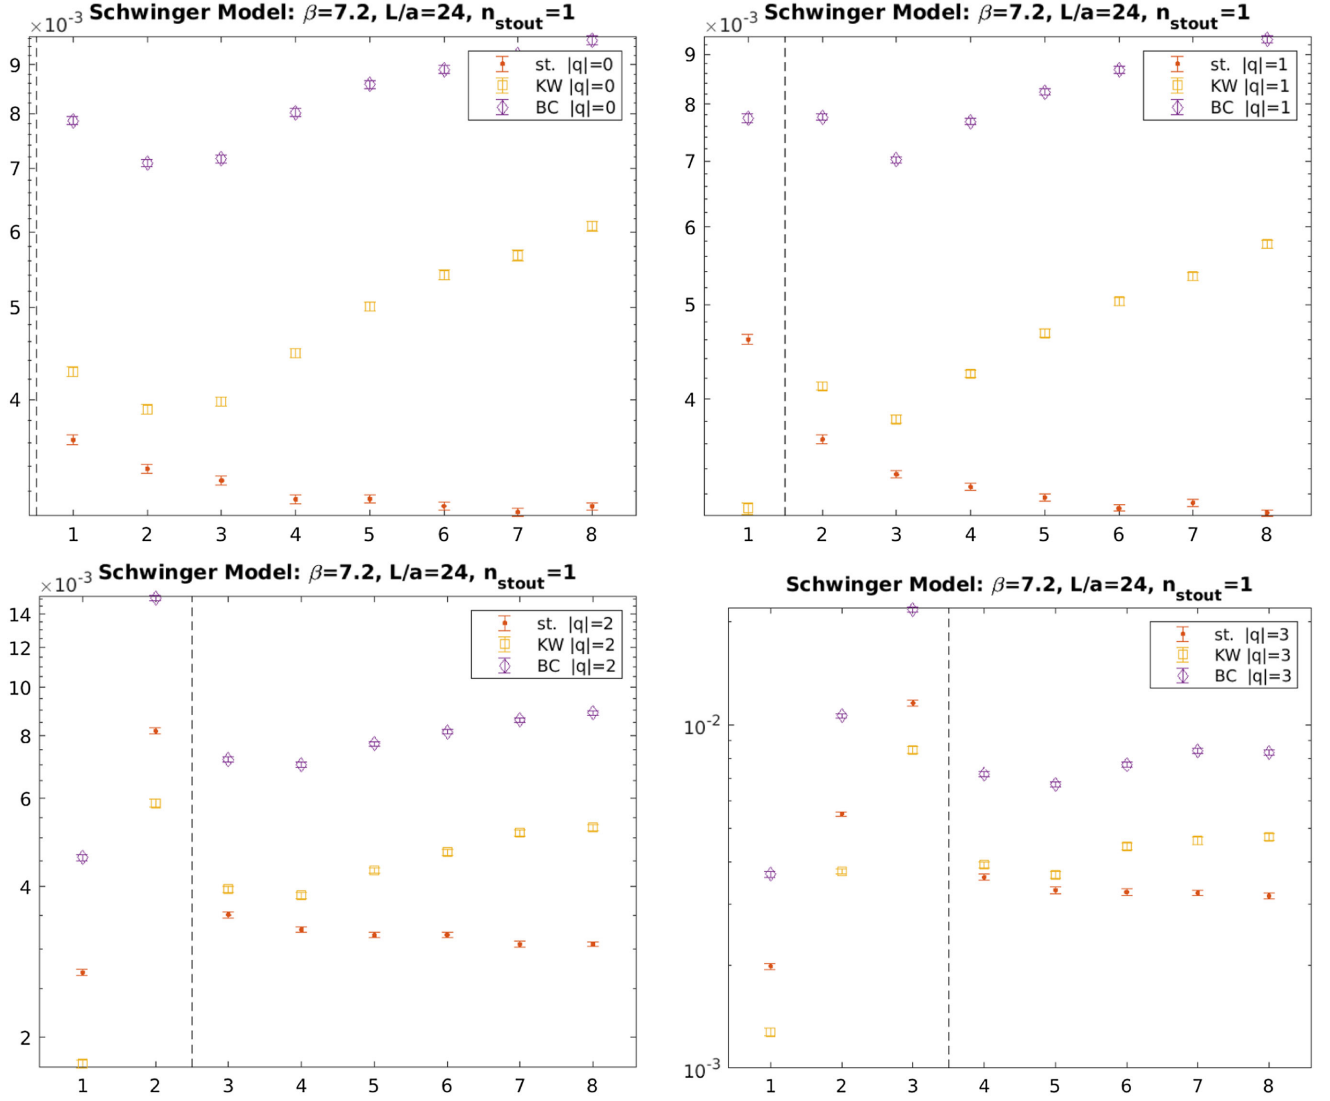 Schwinger Model: β=7.2, L/a=24, n_stout=1
×10⁻³
st. |q|=0
KW |q|=0
BC |q|=0
9
8
7
6
5
4
1 2 3 4 5 6 7 8
Schwinger Model: β=7.2, L/a=24, n_stout=1
×10⁻³
st. |q|=1
KW |q|=1
BC |q|=1
9
8
7
6
5
4
1 2 3 4 5 6 7 8
Schwinger Model: β=7.2, L/a=24, n_stout=1
×10⁻³
st. |q|=2
KW |q|=2
BC |q|=2
14
12
10
8
6
4
2
1 2 3 4 5 6 7 8
Schwinger Model: β=7.2, L/a=24, n_stout=1
st. |q|=3
KW |q|=3
BC |q|=3
10⁻²
10⁻³
1 2 3 4 5 6 7 8